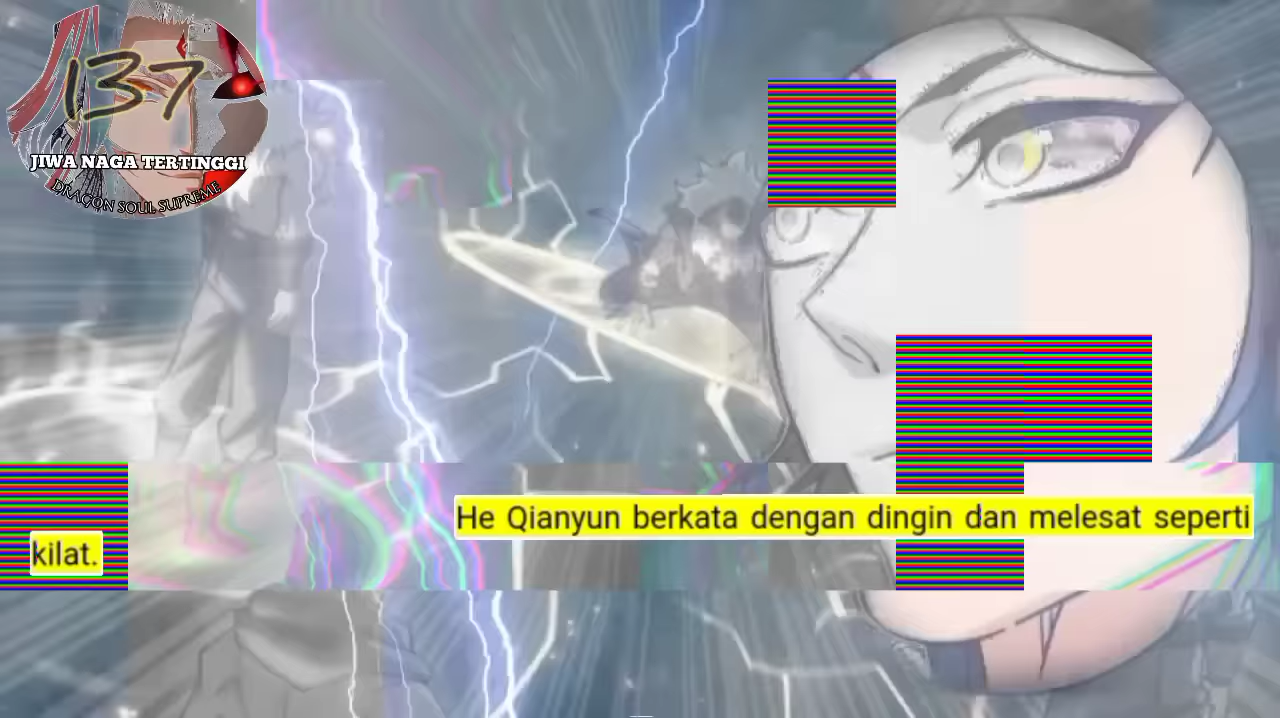 137
JIWA NAGA TERTINGGI
DRAGON SOUL SUPREME
He Qianyun berkata dengan dingin dan melesat seperti
kilat.